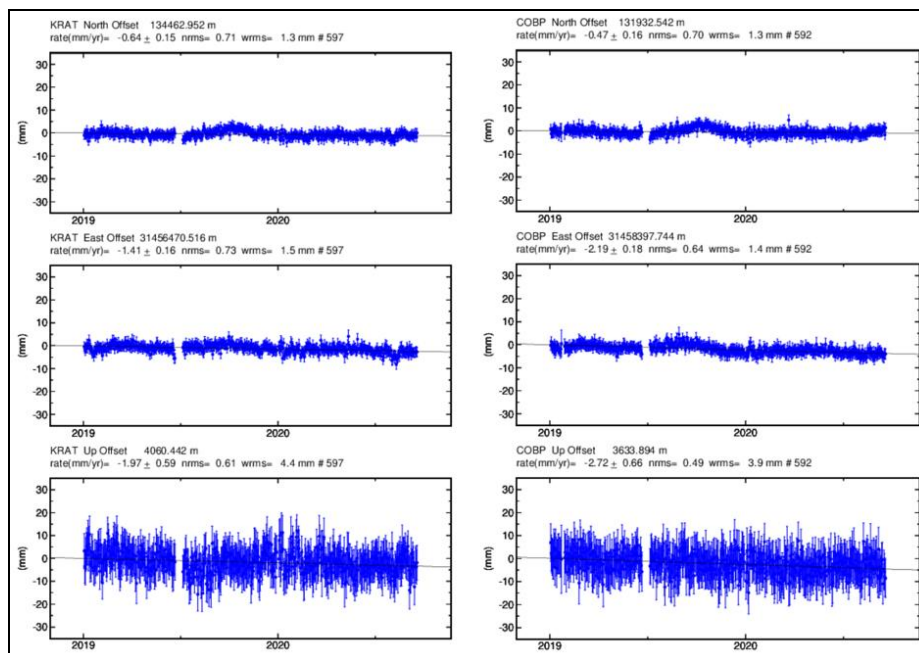 KRAT North Offset 134462.952 m
rate(mm/yr)= -0.64 ± 0.15 nrms= 0.71 wrms= 1.3 mm # 597
30
20
10
0
-10
-20
-30
(mm)
2019 2020
KRAT East Offset 31456470.516 m
rate(mm/yr)= -1.41 ± 0.16 nrms= 0.73 wrms= 1.5 mm # 597
30
20
10
0
-10
-20
-30
(mm)
2019 2020
KRAT Up Offset 4060.442 m
rate(mm/yr)= -1.97 ± 0.59 nrms= 0.61 wrms= 4.4 mm # 597
30
20
10
0
-10
-20
-30
(mm)
2019 2020
COBP North Offset 131932.542 m
rate(mm/yr)= -0.47 ± 0.16 nrms= 0.70 wrms= 1.3 mm # 592
30
20
10
0
-10
-20
-30
(mm)
2019 2020
COBP East Offset 31458397.744 m
rate(mm/yr)= -2.19 ± 0.18 nrms= 0.64 wrms= 1.4 mm # 592
30
20
10
0
-10
-20
-30
(mm)
2019 2020
COBP Up Offset 3633.894 m
rate(mm/yr)= -2.72 ± 0.66 nrms= 0.49 wrms= 3.9 mm # 592
30
20
10
0
-10
-20
-30
(mm)
2019 2020